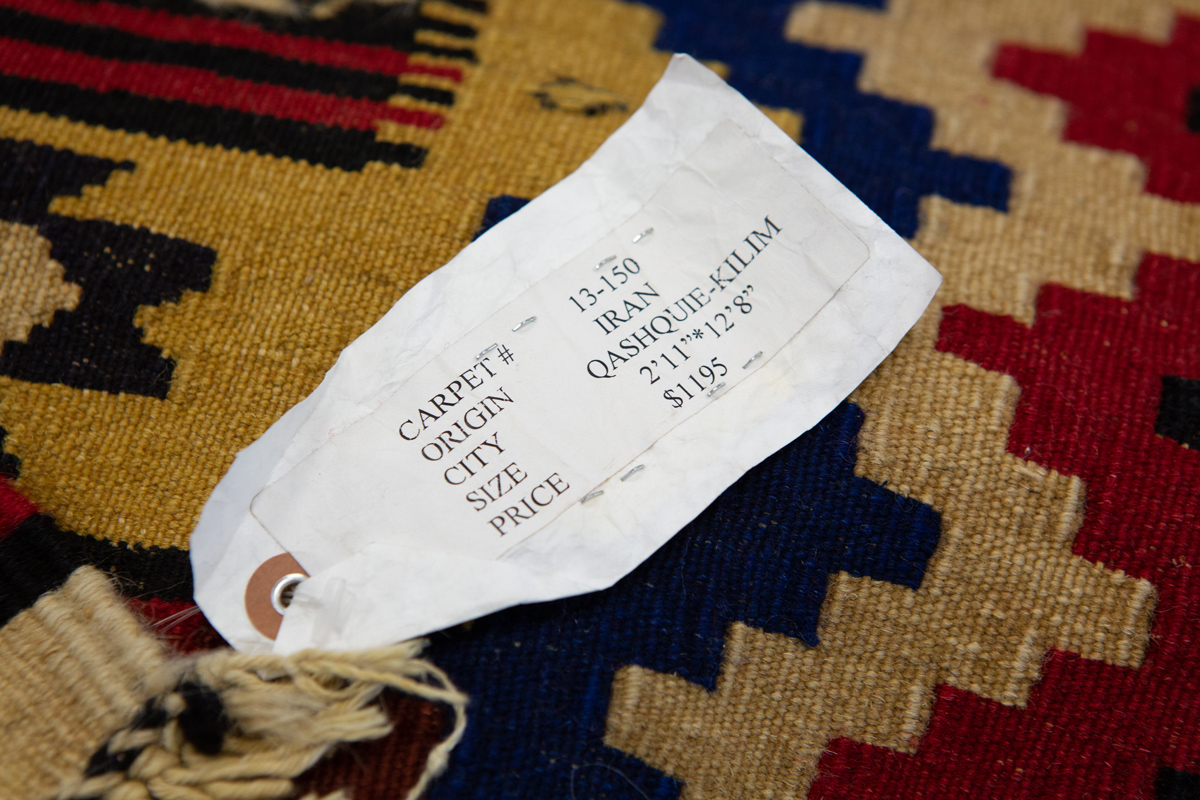 CARPET # 13-150
ORIGIN IRAN
CITY QASHQUIE-KILIM
SIZE 2'11”*12’8”
PRICE $1195